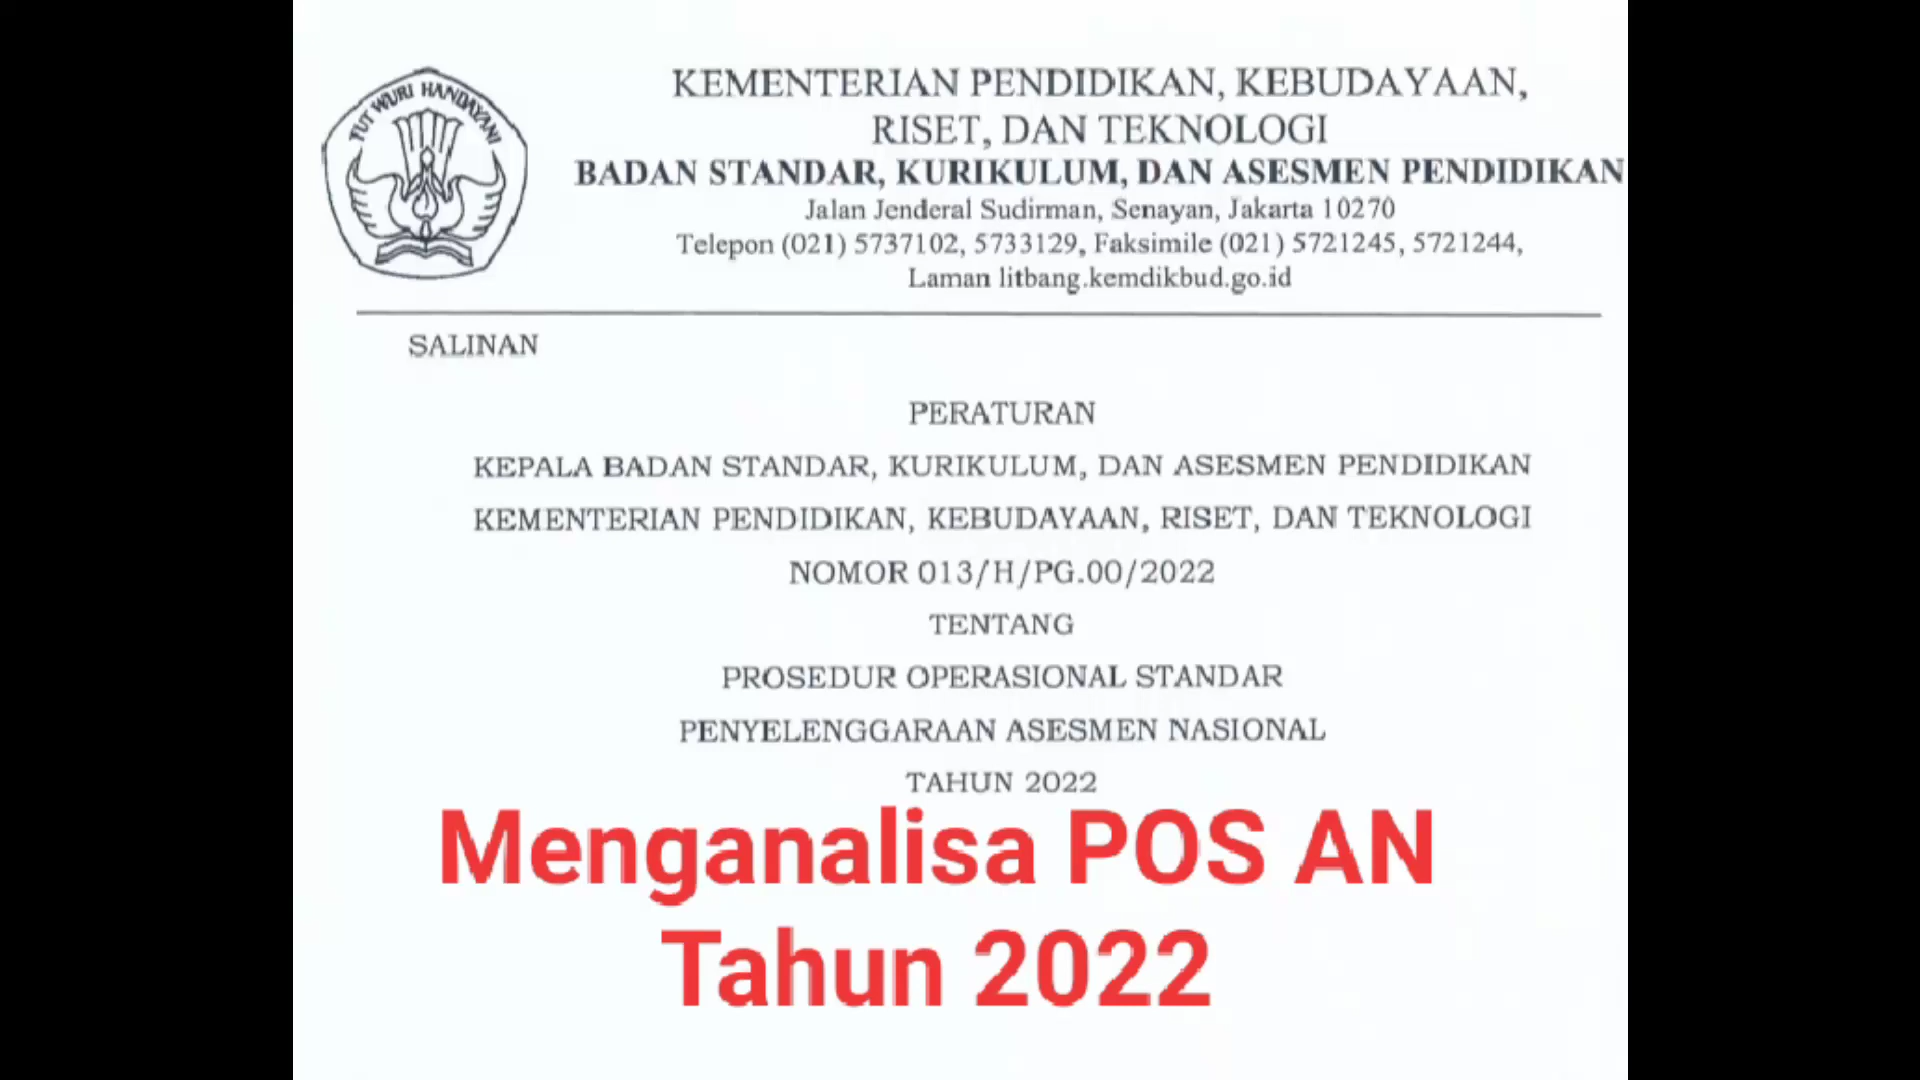 TUT WURI HANDAYANI
KEMENTERIAN PENDIDIKAN, KEBUDAYAAN,
RISET, DAN TEKNOLOGI
BADAN STANDAR, KURIKULUM, DAN ASESMEN PENDIDIKAN
Jalan Jenderal Sudirman, Senayan, Jakarta 10270
Telepon (021) 5737102, 5733129, Faksimile (021) 5721245, 5721244,
Laman litbang.kemdikbud.go.id
SALINAN
PERATURAN
KEPALA BADAN STANDAR, KURIKULUM, DAN ASESMEN PENDIDIKAN
KEMENTERIAN PENDIDIKAN, KEBUDAYAAN, RISET, DAN TEKNOLOGI
NOMOR 013/H/PG.00/2022
TENTANG
PROSEDUR OPERASIONAL STANDAR
PENYELENGGARAAN ASESMEN NASIONAL
TAHUN 2022
Menganalisa POS AN
Tahun 2022